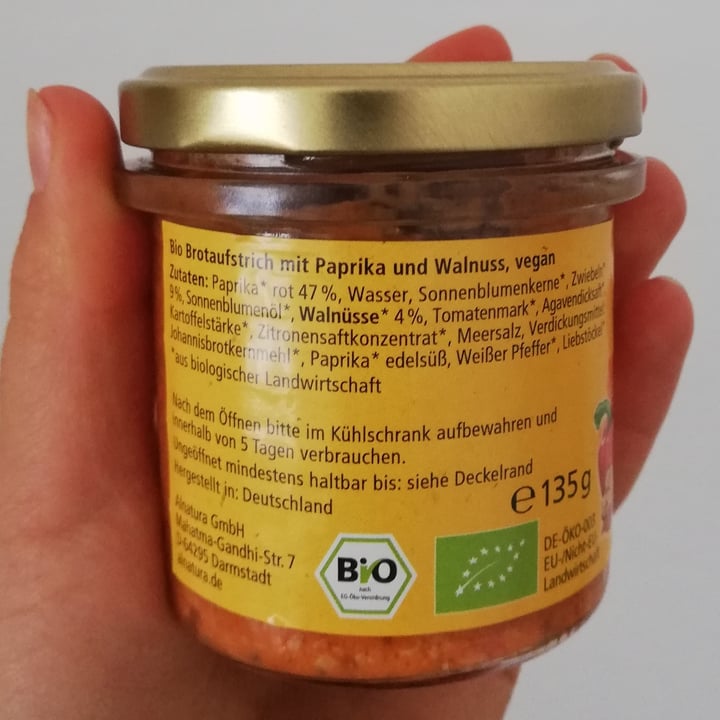 Bio Brotaufstrich mit Paprika und Walnuss, vegan
Zutaten: Paprika* rot 47 %, Wasser, Sonnenblumenkerne*, Zwiebeln*
9%, Sonnenblumenöl*, Walnüsse* 4 %, Tomatenmark*, Agavendicksaft*,
Kartoffelstärke*, Zitronensaftkonzentrat*, Meersalz, Verdickungsmittel
Johannisbrotkernmehl*, Paprika* edelsüß, Weißer Pfeffer*, Liebstöckel*
*aus biologischer Landwirtschaft
Nach dem Öffnen bitte im Kühlschrank aufbewahren und
innerhalb von 5 Tagen verbrauchen.
Ungeöffnet mindestens haltbar bis: siehe Deckelrand
Hergestellt in: Deutschland
℮ 135 g
Alnatura GmbH
Mahatma-Gandhi-Str. 7
D-64295 Darmstadt
alnatura.de
Bio
nach
EG-Öko-Verordnung
DE-ÖKO-003
EU-/Nicht-EU-
Landwirtschaft